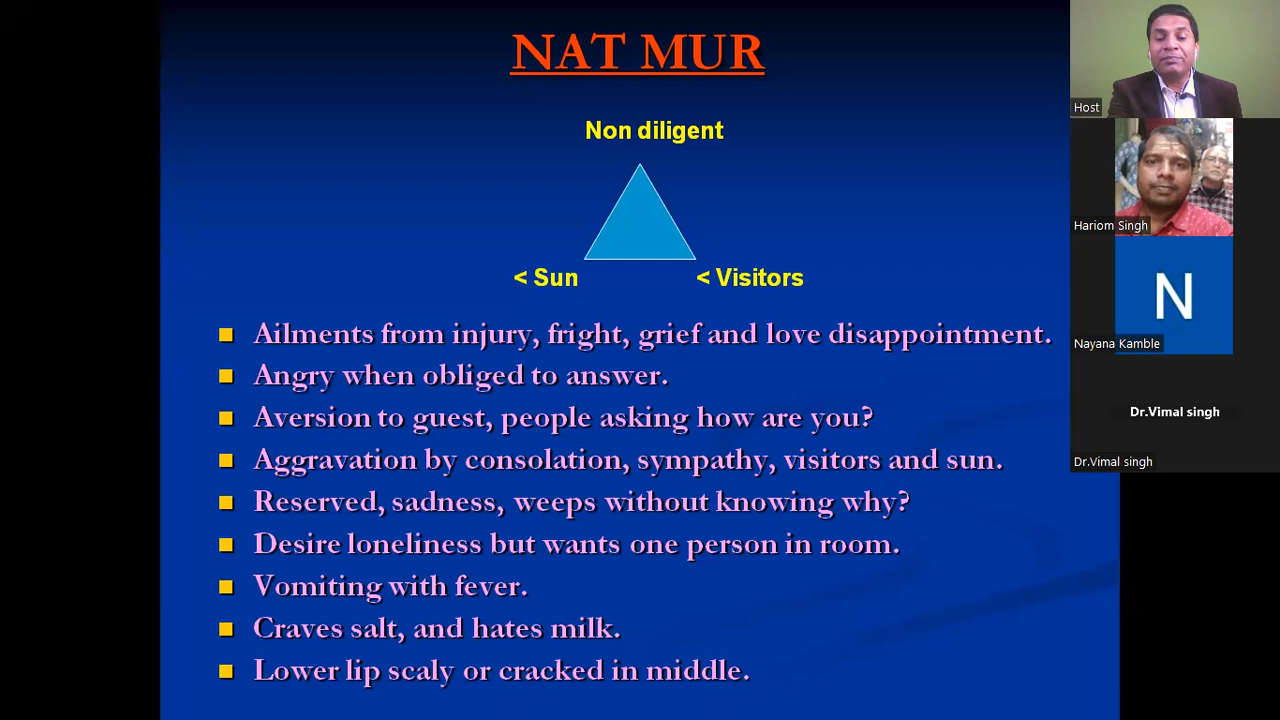 NAT MUR
Non diligent
< Sun
< Visitors
Ailments from injury, fright, grief and love disappointment.
Angry when obliged to answer.
Aversion to guest, people asking how are you?
Aggravation by consolation, sympathy, visitors and sun.
Reserved, sadness, weeps without knowing why?
Desire loneliness but wants one person in room.
Vomiting with fever.
Craves salt, and hates milk.
Lower lip scaly or cracked in middle.
Host
Hariom Singh
N
Nayana Kamble
Dr.Vimal singh
Dr.Vimal singh